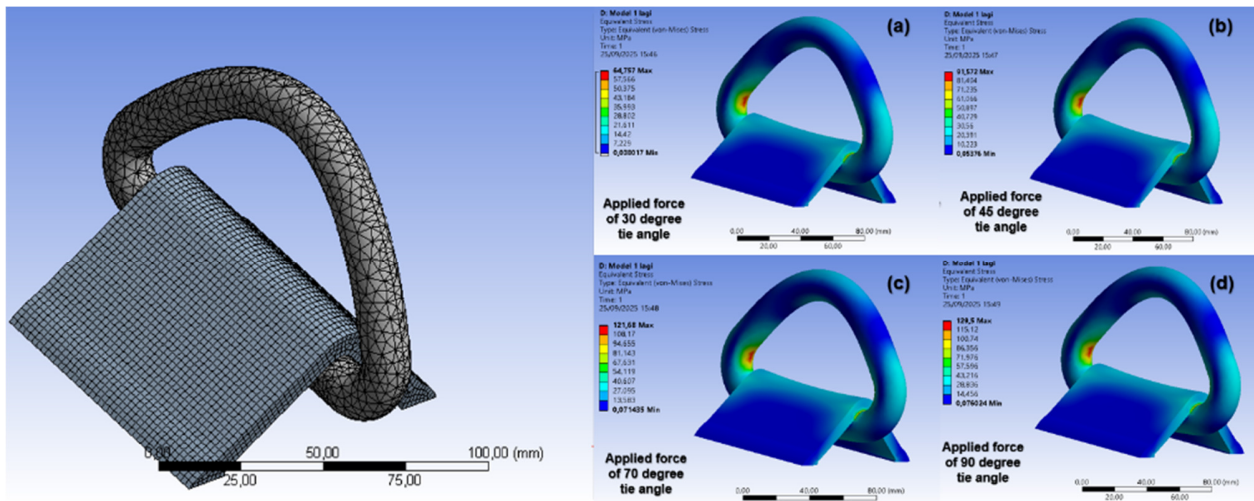 0,00
50,00
100,00 (mm)
25,00
75,00
D: Model 1 lagi
Equivalent Stress
Type: Equivalent (von-Mises) Stress
Unit: MPa
Time: 1
25/09/2025 15:46
64,757 Max
57,566
50,375
43,184
35,993
28,802
21,611
14,42
7,229
0,038017 Min
(a)
Applied force
of 30 degree
tie angle
0,00
40,00
80,00 (mm)
20,00
60,00
D: Model 1 lagi
Equivalent Stress
Type: Equivalent (von-Mises) Stress
Unit: MPa
Time: 1
25/09/2025 15:47
91,572 Max
81,404
71,235
61,066
50,897
40,729
30,56
20,391
10,223
0,05376 Min
(b)
Applied force
of 45 degree
tie angle
0,00
40,00
80,00 (mm)
20,00
60,00
D: Model 1 lagi
Equivalent Stress
Type: Equivalent (von-Mises) Stress
Unit: MPa
Time: 1
25/09/2025 15:48
121,68 Max
108,17
94,655
81,143
67,631
54,119
40,607
27,095
13,583
0,071435 Min
(c)
Applied force
of 70 degree
tie angle
0,00
40,00
80,00 (mm)
D: Model 1 lagi
Equivalent Stress
Type: Equivalent (von-Mises) Stress
Unit: MPa
Time: 1
25/09/2025 15:49
129,5 Max
115,12
100,74
86,356
71,976
57,596
43,216
28,836
14,456
0,076024 Min
(d)
Applied force
of 90 degree
tie angle
0,00
40,00
80,00 (mm)
20,00
60,00